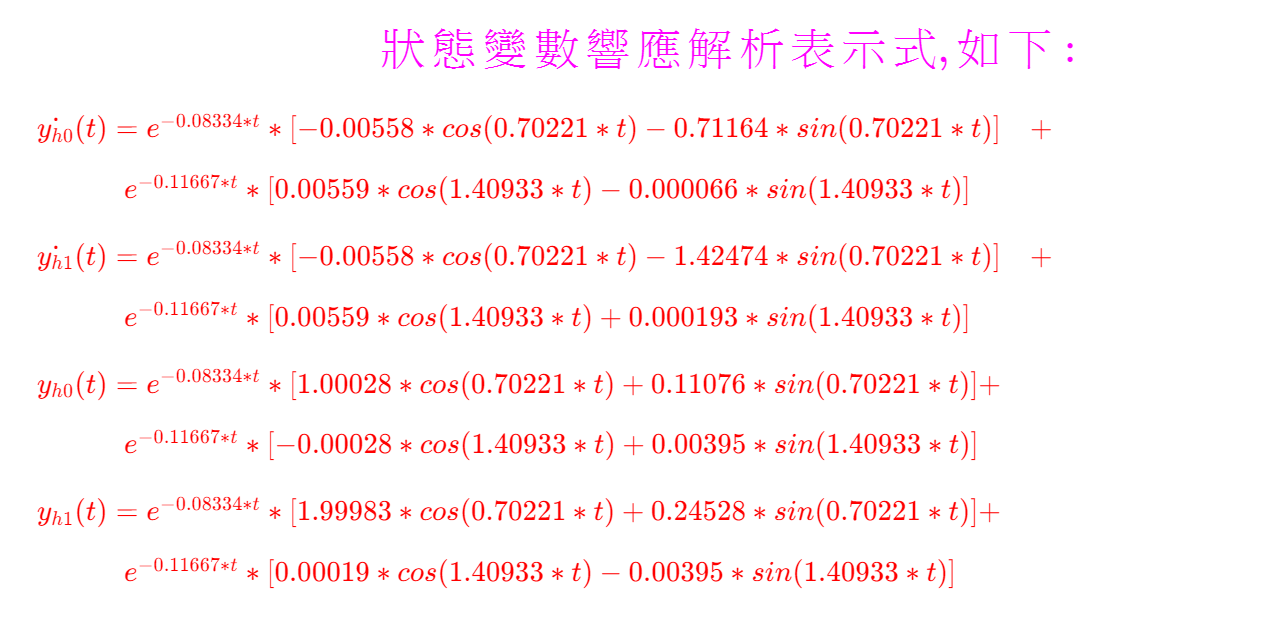 狀態變數響應解析表示式,如下:
ẏ_{h0}(t) = e^{−0.08334∗t} ∗ [−0.00558 ∗ cos(0.70221 ∗ t) − 0.71164 ∗ sin(0.70221 ∗ t)] +
e^{−0.11667∗t} ∗ [0.00559 ∗ cos(1.40933 ∗ t) − 0.000066 ∗ sin(1.40933 ∗ t)]
ẏ_{h1}(t) = e^{−0.08334∗t} ∗ [−0.00558 ∗ cos(0.70221 ∗ t) − 1.42474 ∗ sin(0.70221 ∗ t)] +
e^{−0.11667∗t} ∗ [0.00559 ∗ cos(1.40933 ∗ t) + 0.000193 ∗ sin(1.40933 ∗ t)]
y_{h0}(t) = e^{−0.08334∗t} ∗ [1.00028 ∗ cos(0.70221 ∗ t) + 0.11076 ∗ sin(0.70221 ∗ t)]+
e^{−0.11667∗t} ∗ [−0.00028 ∗ cos(1.40933 ∗ t) + 0.00395 ∗ sin(1.40933 ∗ t)]
y_{h1}(t) = e^{−0.08334∗t} ∗ [1.99983 ∗ cos(0.70221 ∗ t) + 0.24528 ∗ sin(0.70221 ∗ t)]+
e^{−0.11667∗t} ∗ [0.00019 ∗ cos(1.40933 ∗ t) − 0.00395 ∗ sin(1.40933 ∗ t)]